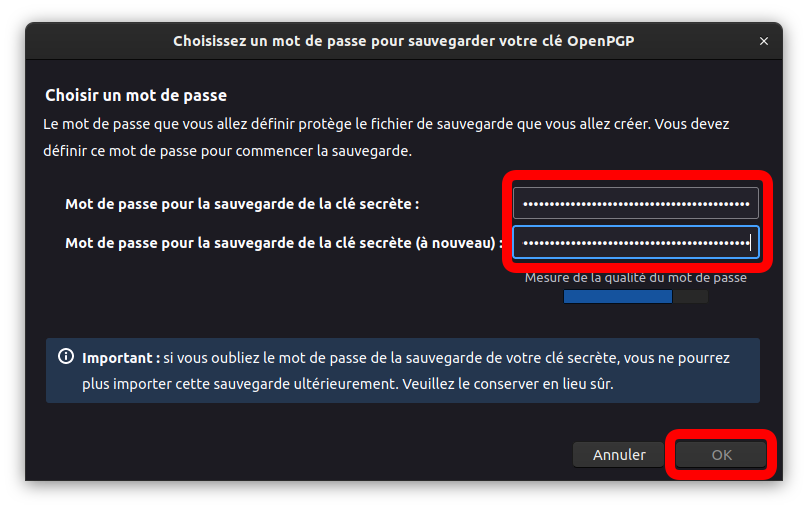 Choisissez un mot de passe pour sauvegarder votre clé OpenPGP
Choisir un mot de passe
Le mot de passe que vous allez définir protège le fichier de sauvegarde que vous allez créer. Vous devez
définir ce mot de passe pour commencer la sauvegarde.
Mot de passe pour la sauvegarde de la clé secrète :
Mot de passe pour la sauvegarde de la clé secrète (à nouveau) :
Mesure de la qualité du mot de passe
Important : si vous oubliez le mot de passe de la sauvegarde de votre clé secrète, vous ne pourrez
plus importer cette sauvegarde ultérieurement. Veuillez le conserver en lieu sûr.
Annuler
OK